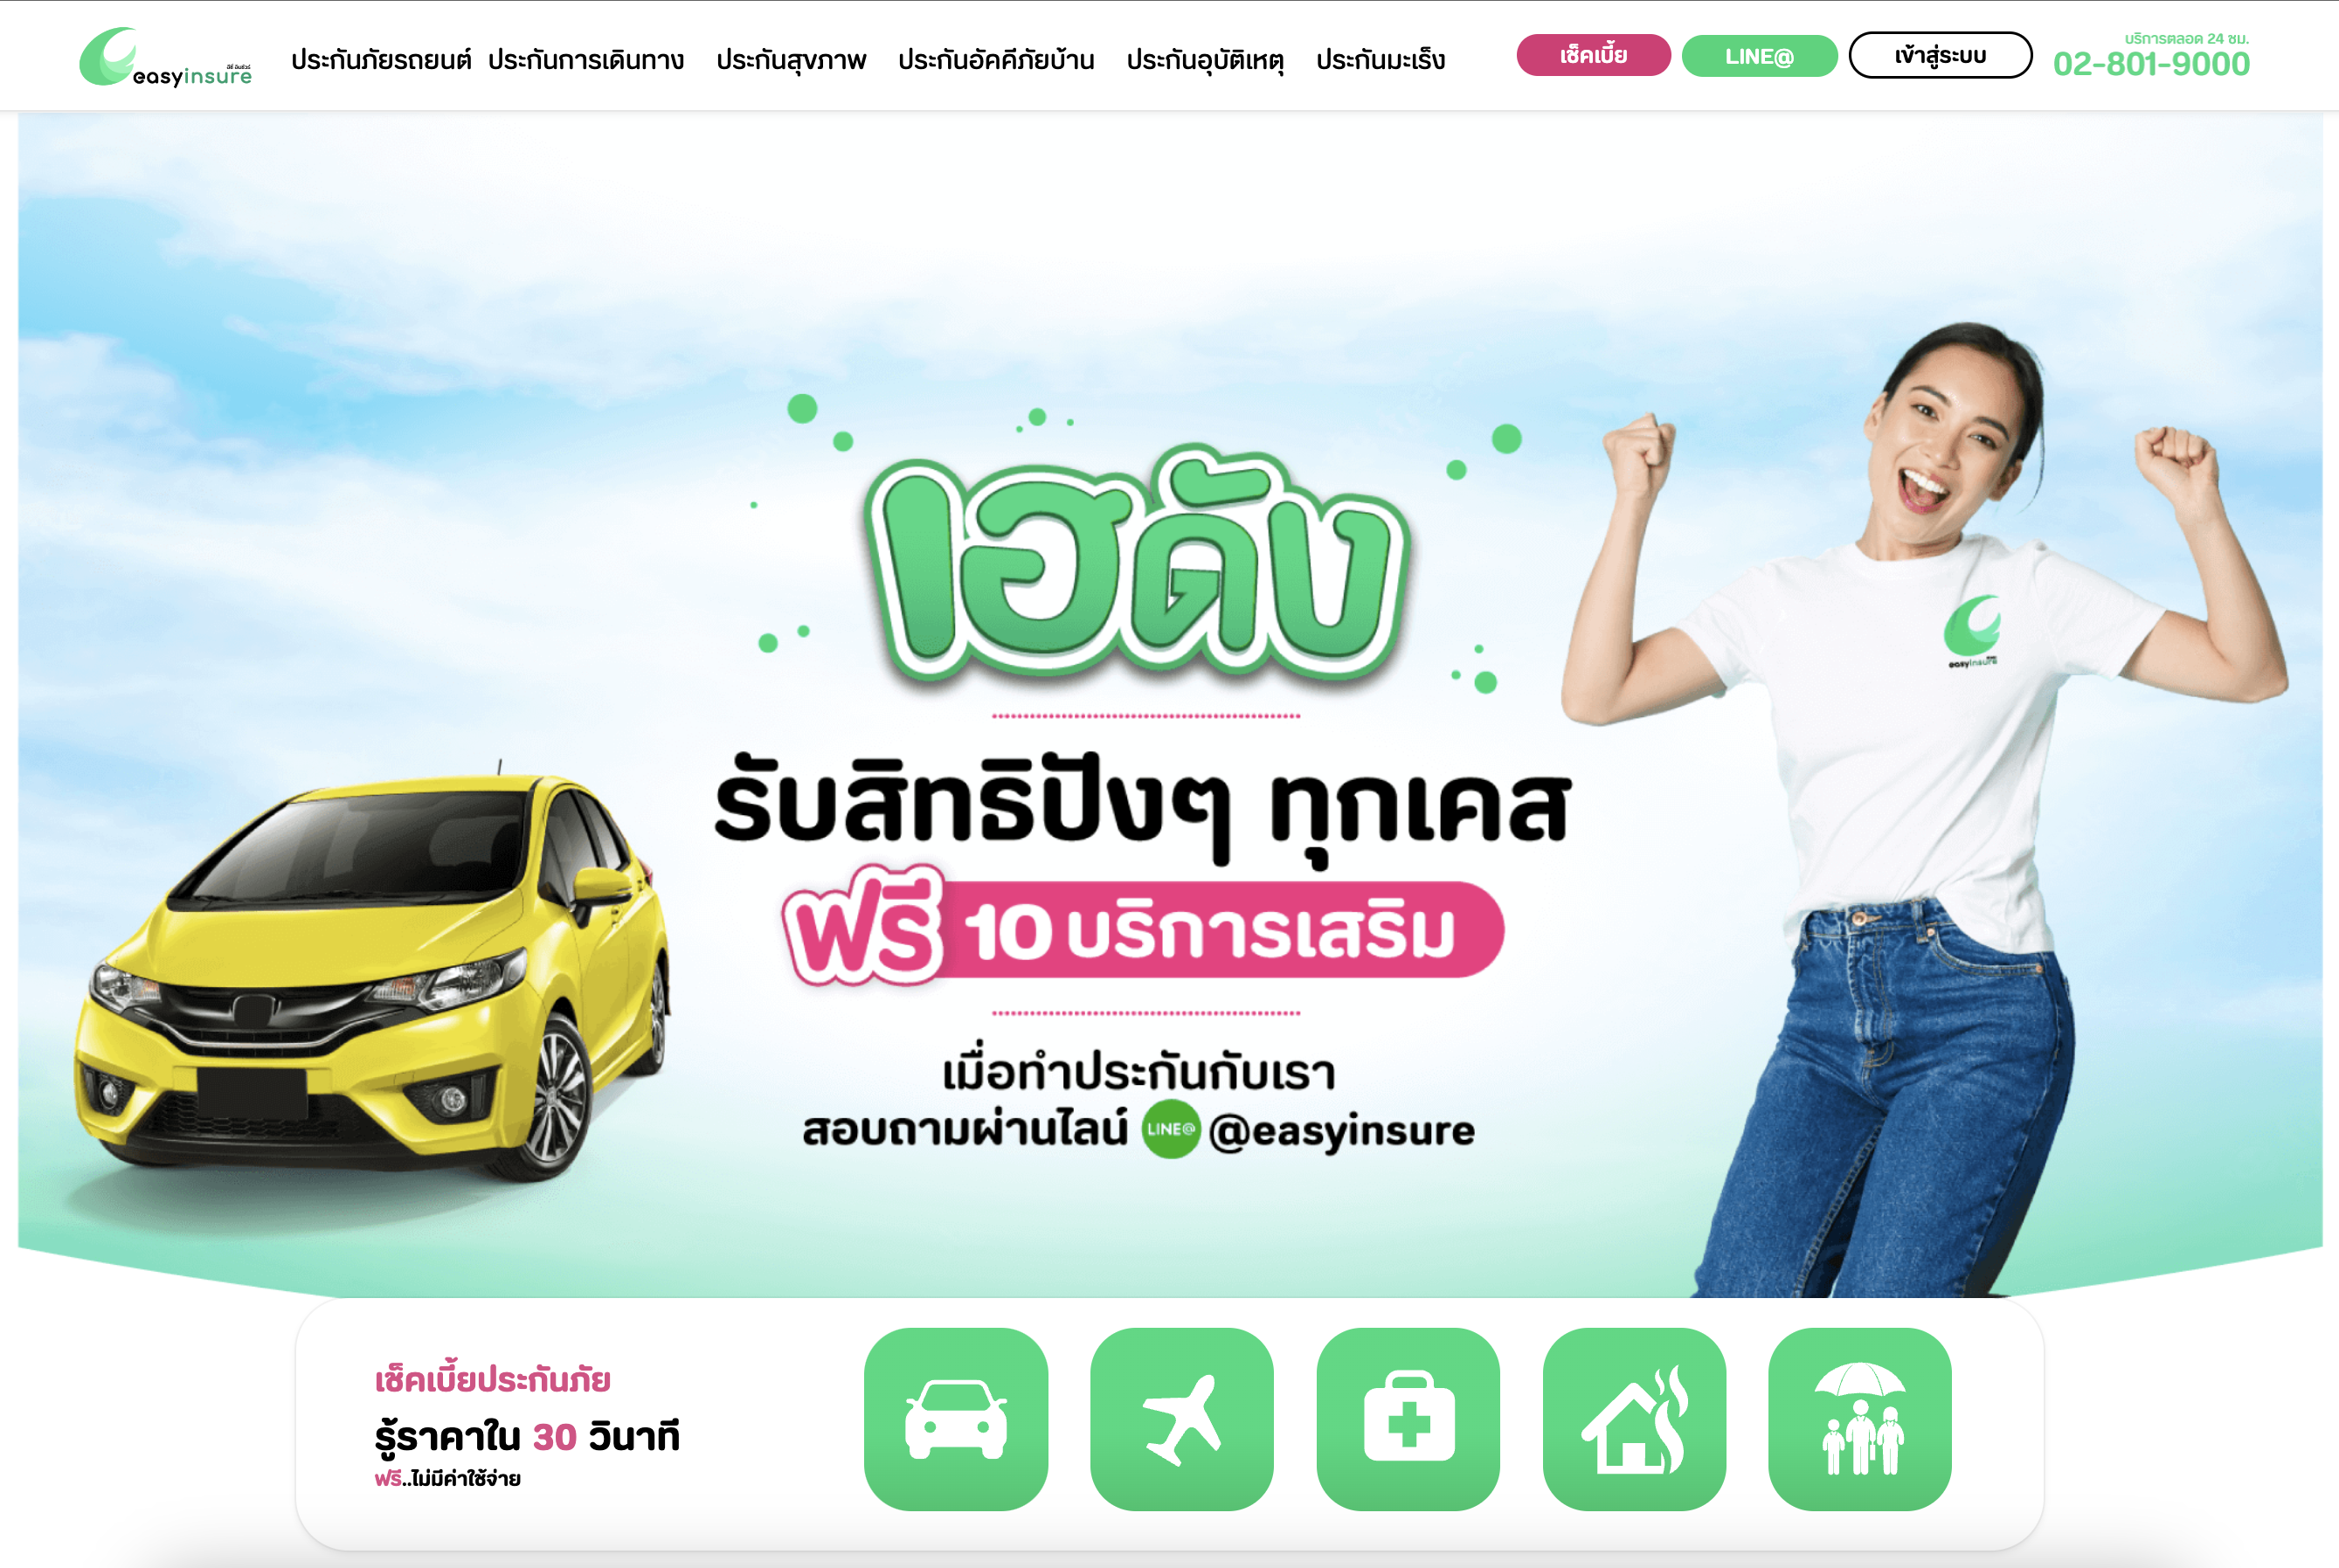 อีซี่ อินชัวร์
easyinsure
ประกันภัยรถยนต์ ประกันการเดินทาง ประกันสุขภาพ ประกันอัคคีภัยบ้าน ประกันอุบัติเหตุ ประกันมะเร็ง
เช็คเบี้ย LINE@ เข้าสู่ระบบ
บริการตลอด 24 ชม.
02-801-9000
เฮดัง
easyinsure
รับสิทธิปังๆ ทุกเคส
ฟรี 10 บริการเสริม
เมื่อทำประกันกับเรา
สอบถามผ่านไลน์ LINE@ @easyinsure
เช็คเบี้ยประกันภัย
รู้ราคาใน 30 วินาที
ฟรี..ไม่มีค่าใช้จ่าย